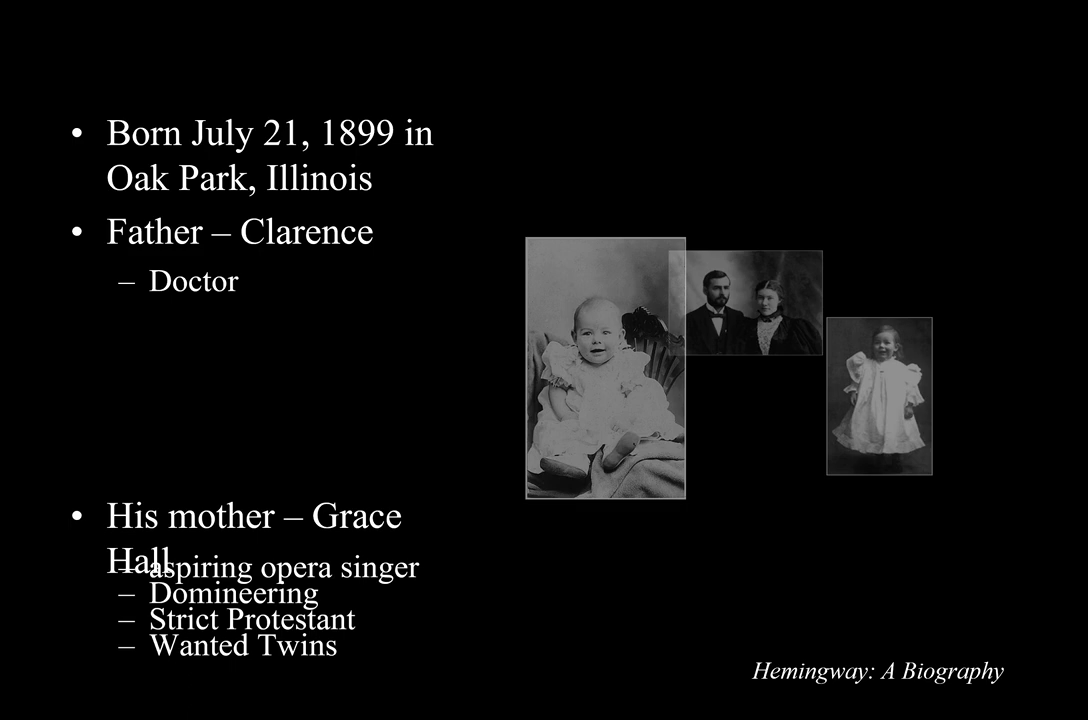 • Born July 21, 1899 in
Oak Park, Illinois
• Father – Clarence
– Doctor
• His mother – Grace
Hall
– aspiring opera singer
– Domineering
– Strict Protestant
– Wanted Twins
Hemingway: A Biography